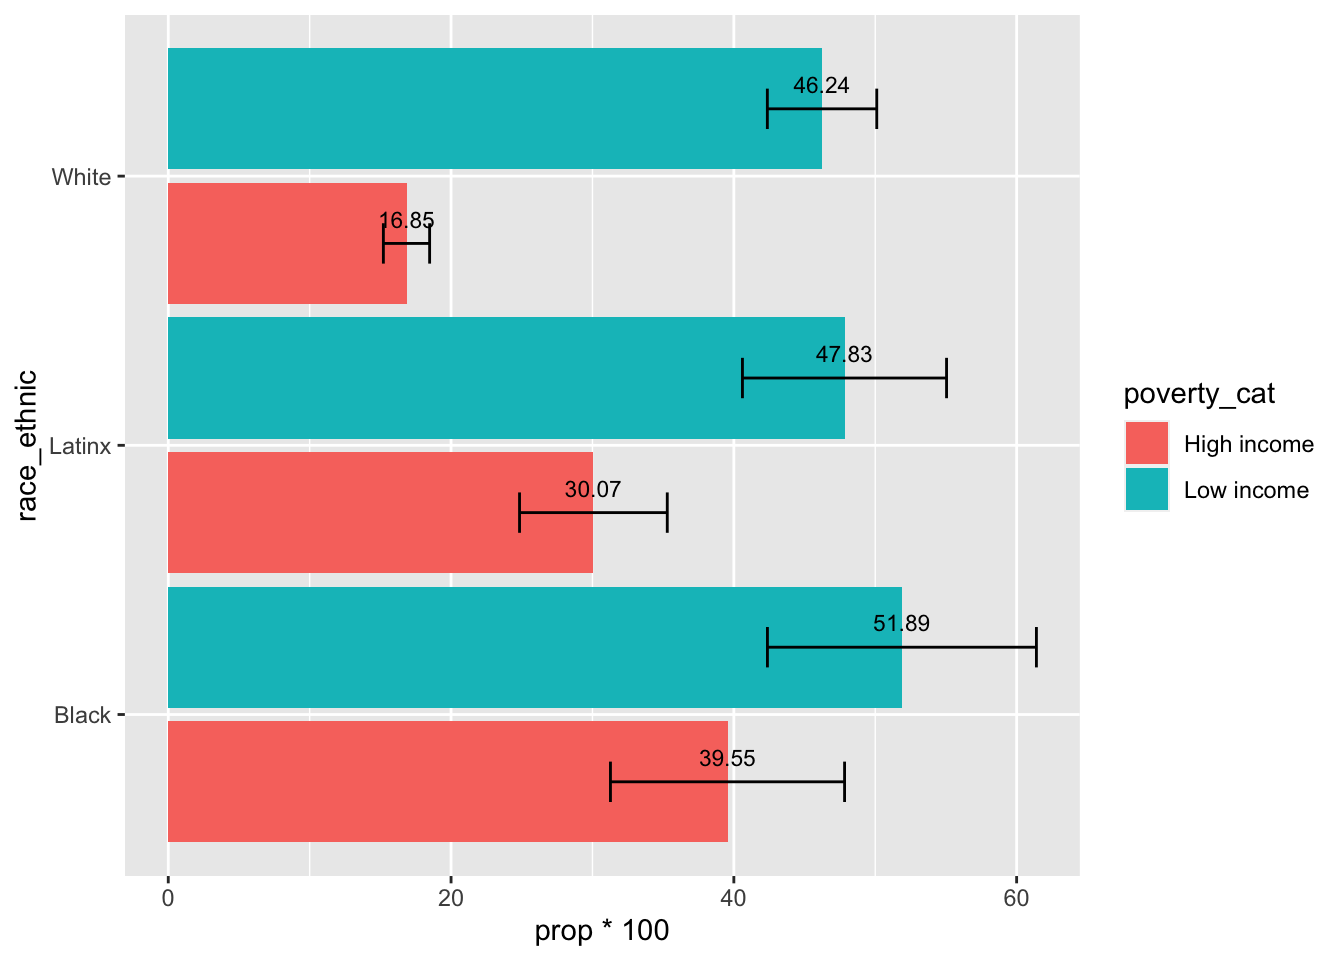 46.24
White
16.85
47.83
Latinx
30.07
51.89
Black
39.55
race_ethnic
0 20 40 60
prop * 100
poverty_cat
High income
Low income